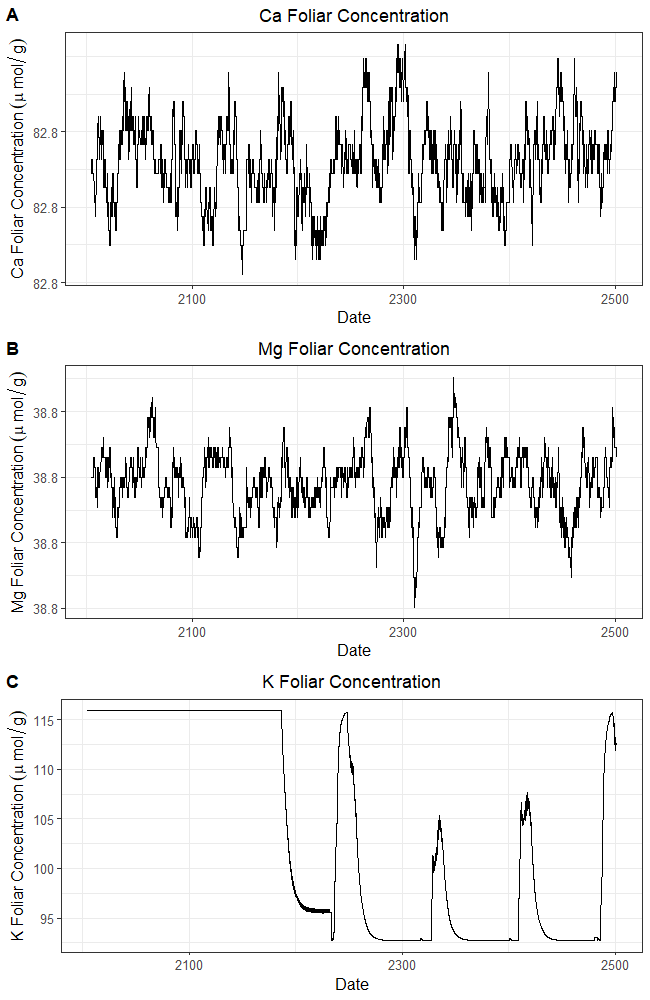 A
Ca Foliar Concentration
Ca Foliar Concentration (μ mol/g)
82.8
82.8
82.8
2100
2300
2500
Date
B
Mg Foliar Concentration
Mg Foliar Concentration (μ mol/g)
38.8
38.8
38.8
38.8
2100
2300
2500
Date
C
K Foliar Concentration
K Foliar Concentration (μ mol/g)
115
110
105
100
95
2100
2300
2500
Date